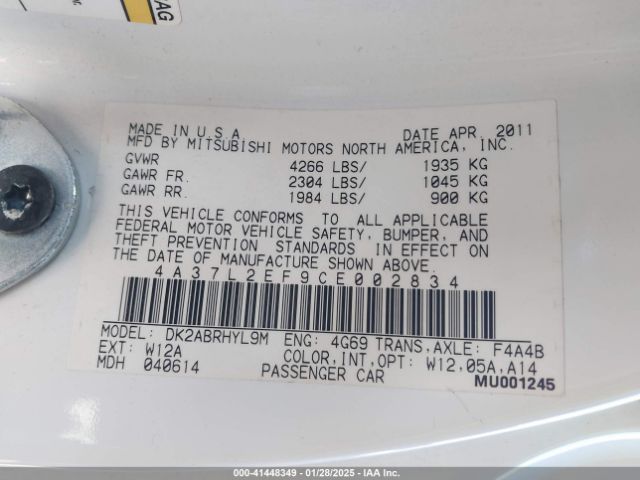 AG
MADE IN U.S.A DATE APR. 2011
MFD BY MITSUBISHI MOTORS NORTH AMERICA, INC.
GVWR 4266 LBS/ 1935 KG
GAWR FR. 2304 LBS/ 1045 KG
GAWR RR. 1984 LBS/ 900 KG
THIS VEHICLE CONFORMS TO ALL APPLICABLE
FEDERAL MOTOR VEHICLE SAFETY, BUMPER, AND
THEFT PREVENTION STANDARDS IN EFFECT ON
THE DATE OF MANUFACTURE SHOWN ABOVE.
4A37L2EF9CE002834
MODEL: DK2ABRHYL9M ENG: 4G69 TRANS,AXLE: F4A4B
EXT: W12A COLOR,INT,OPT: W12,05A,A14
MDH 040614 PASSENGER CAR
MU001245
000-41448349 | 01/28/2025 - IAA Inc.